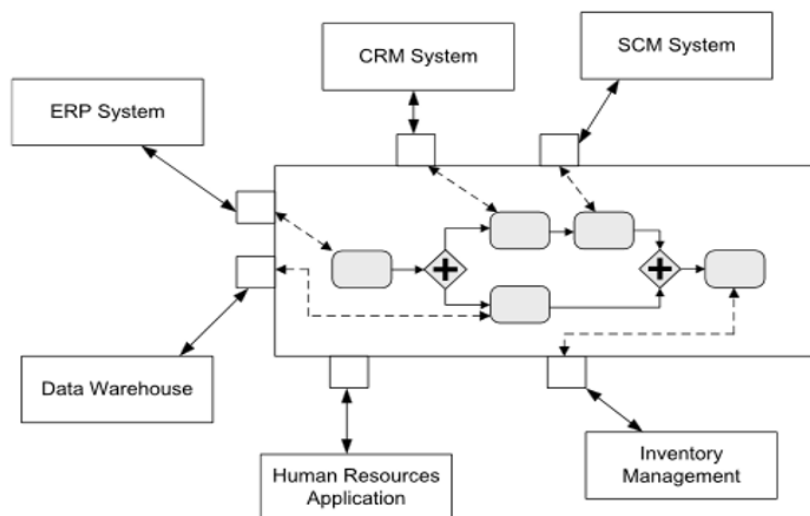 SCM System
CRM System
ERP System
Data Warehouse
Human Resources
Application
Inventory
Management